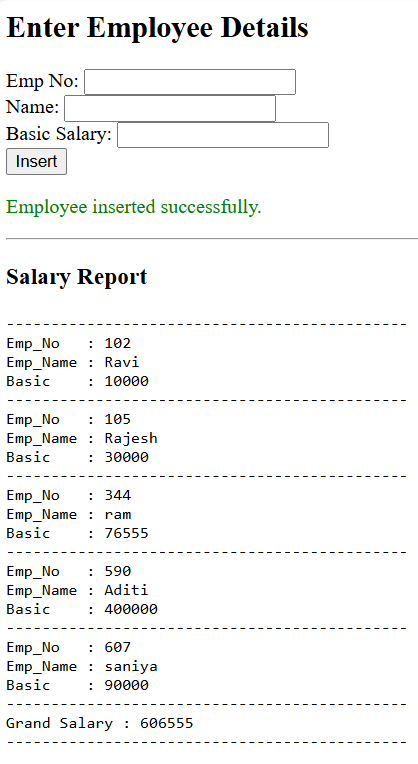 Enter Employee Details
Emp No:
Name:
Basic Salary:
Insert
Employee inserted successfully.
Salary Report
---------------------------------------------
Emp_No   : 102
Emp_Name : Ravi
Basic    : 10000
---------------------------------------------
Emp_No   : 105
Emp_Name : Rajesh
Basic    : 30000
---------------------------------------------
Emp_No   : 344
Emp_Name : ram
Basic    : 76555
---------------------------------------------
Emp_No   : 590
Emp_Name : Aditi
Basic    : 400000
---------------------------------------------
Emp_No   : 607
Emp_Name : saniya
Basic    : 90000
---------------------------------------------
Grand Salary : 606555
---------------------------------------------